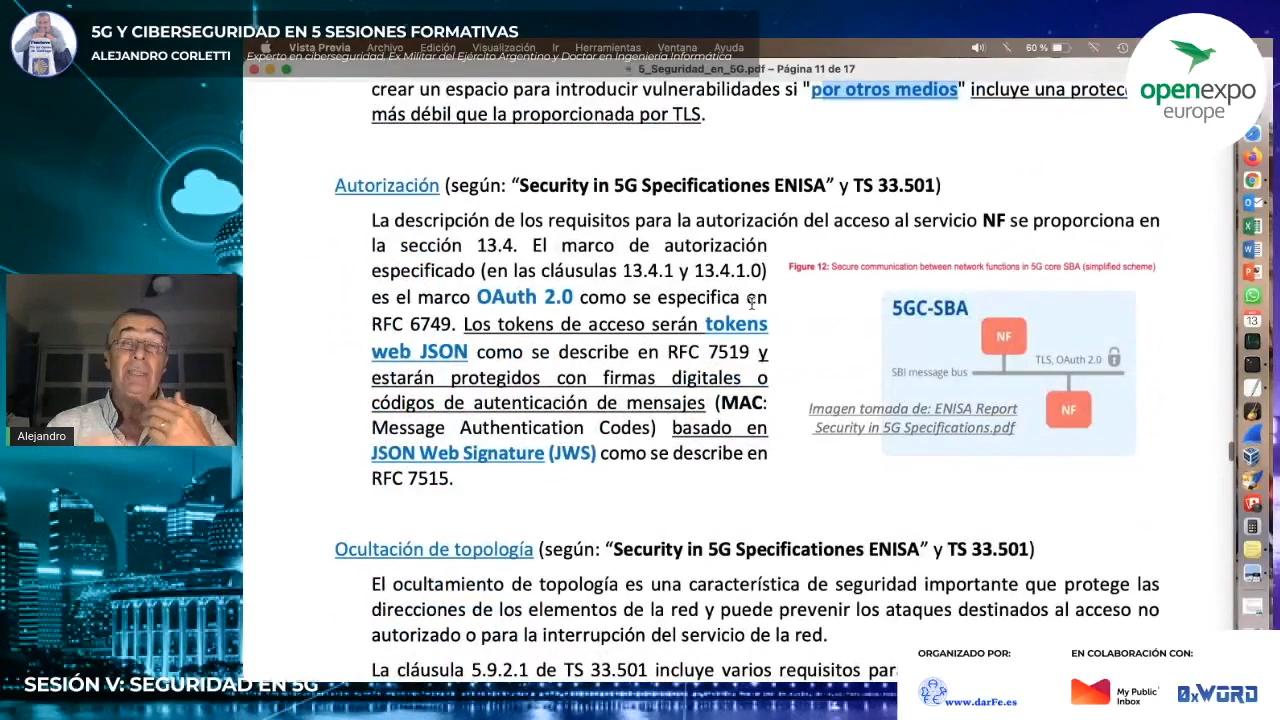 5G Y CIBERSEGURIDAD EN 5 SESIONES FORMATIVAS
ALEJANDRO CORLETTI
Experto en ciberseguridad, Ex Militar del Ejército Argentino y Doctor en Ingeniería Informática
Vista Previa Archivo Edición Visualización Ir Herramientas Ventana Ayuda
60 %
5_Seguridad_en_5G.pdf – Página 11 de 17
openexpo
europe
crear un espacio para introducir vulnerabilidades si "por otros medios" incluye una protec
más débil que la proporcionada por TLS.
Autorización (según: “Security in 5G Specificationes ENISA” y TS 33.501)
La descripción de los requisitos para la autorización del acceso al servicio NF se proporciona en
la sección 13.4. El marco de autorización
especificado (en las cláusulas 13.4.1 y 13.4.1.0)
es el marco OAuth 2.0 como se especifica en
RFC 6749. Los tokens de acceso serán tokens
web JSON como se describe en RFC 7519 y
estarán protegidos con firmas digitales o
códigos de autenticación de mensajes (MAC:
Message Authentication Codes) basado en
JSON Web Signature (JWS) como se describe en
RFC 7515.
Figure 12: Secure communication between network functions in 5G core SBA (simplified scheme)
5GC-SBA
NF
TLS, OAuth 2.0
SBI message bus
NF
Imagen tomada de: ENISA Report
Security in 5G Specifications.pdf
Ocultación de topología (según: “Security in 5G Specificationes ENISA” y TS 33.501)
El ocultamiento de topología es una característica de seguridad importante que protege las
direcciones de los elementos de la red y puede prevenir los ataques destinados al acceso no
autorizado o para la interrupción del servicio de la red.
La cláusula 5.9.2.1 de TS 33.501 incluye varios requisitos par
Alejandro
SESIÓN V: SEGURIDAD EN 5G
ORGANIZADO POR:
www.darFe.es
EN COLABORACIÓN CON:
My Public
Inbox
0xWORD